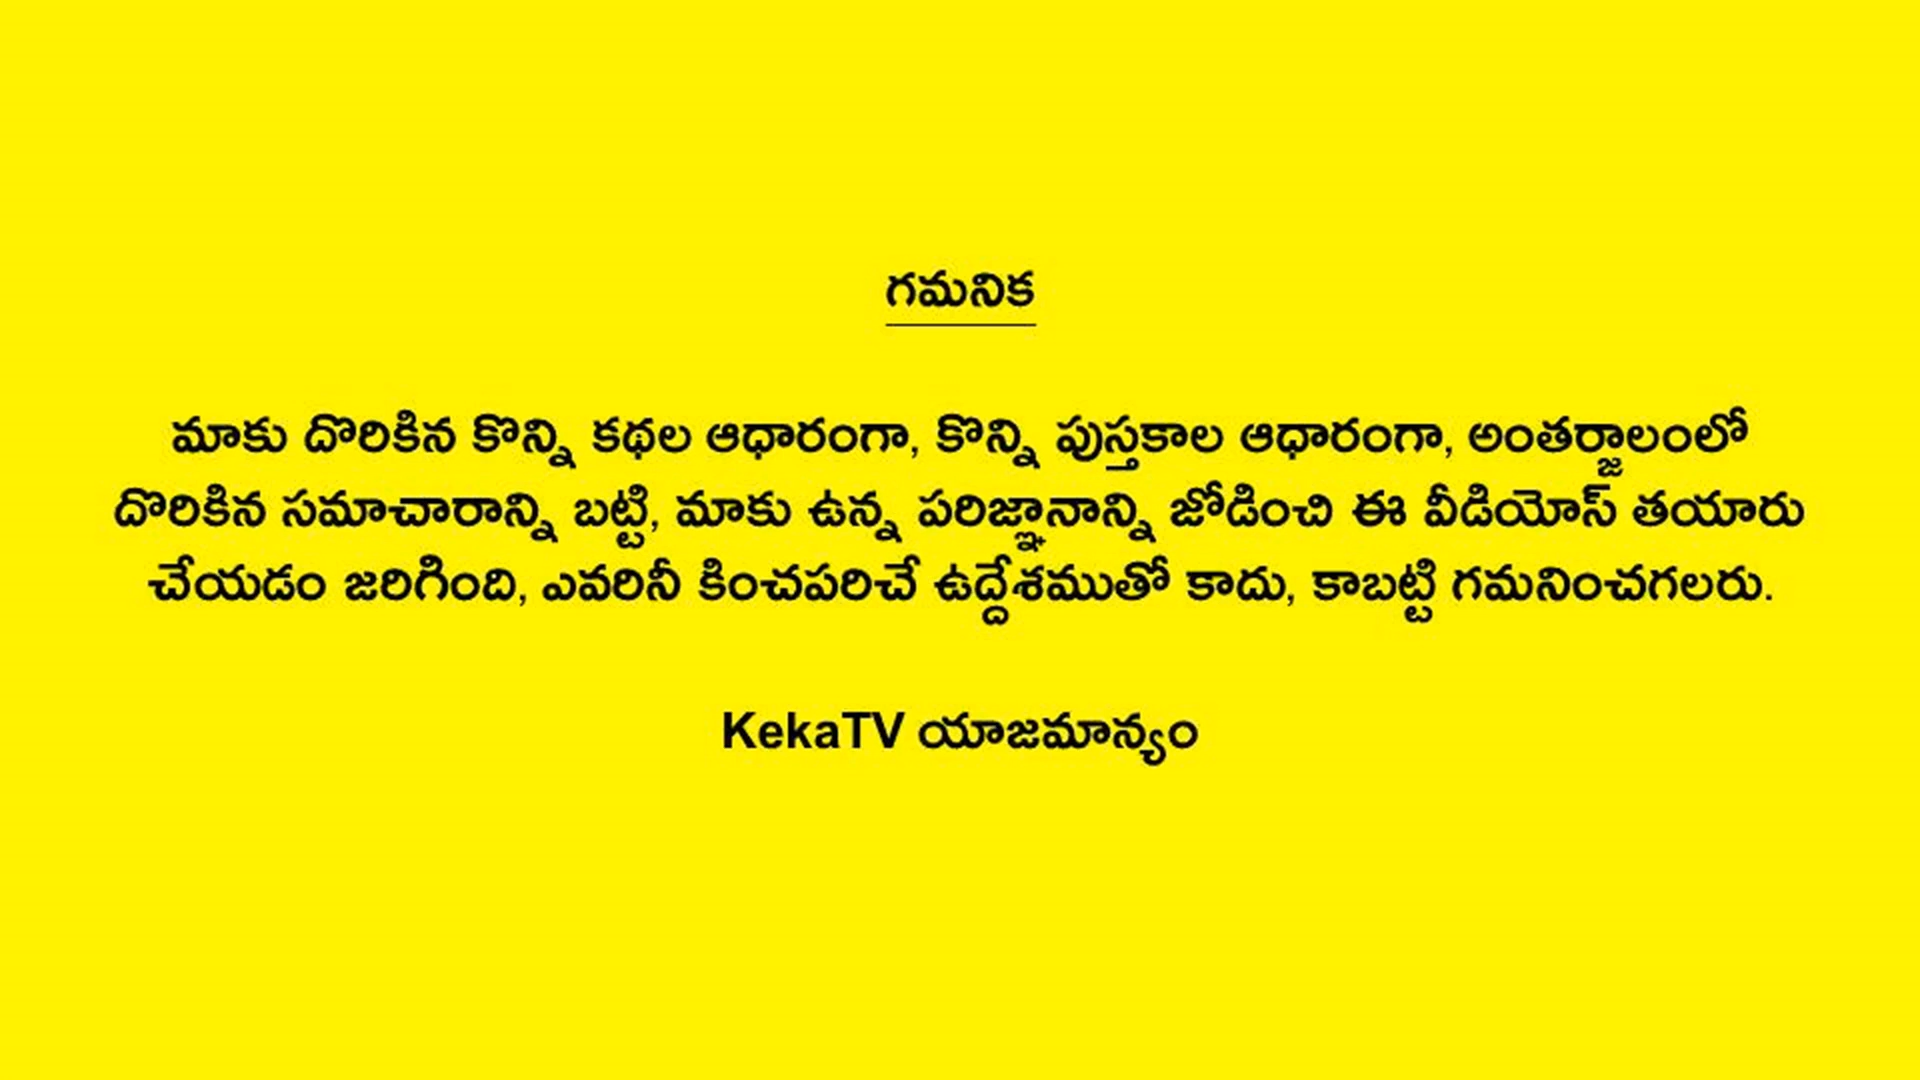 గమనిక
మాకు దొరికిన కొన్ని కథల ఆధారంగా, కొన్ని పుస్తకాల ఆధారంగా, అంతర్జాలంలో
దొరికిన సమాచారాన్ని బట్టి, మాకు ఉన్న పరిజ్ఞానాన్ని జోడించి ఈ వీడియోస్ తయారు
చేయడం జరిగింది, ఎవరినీ కించపరిచే ఉద్దేశముతో కాదు, కాబట్టి గమనించగలరు.
KekaTV యాజమాన్యం